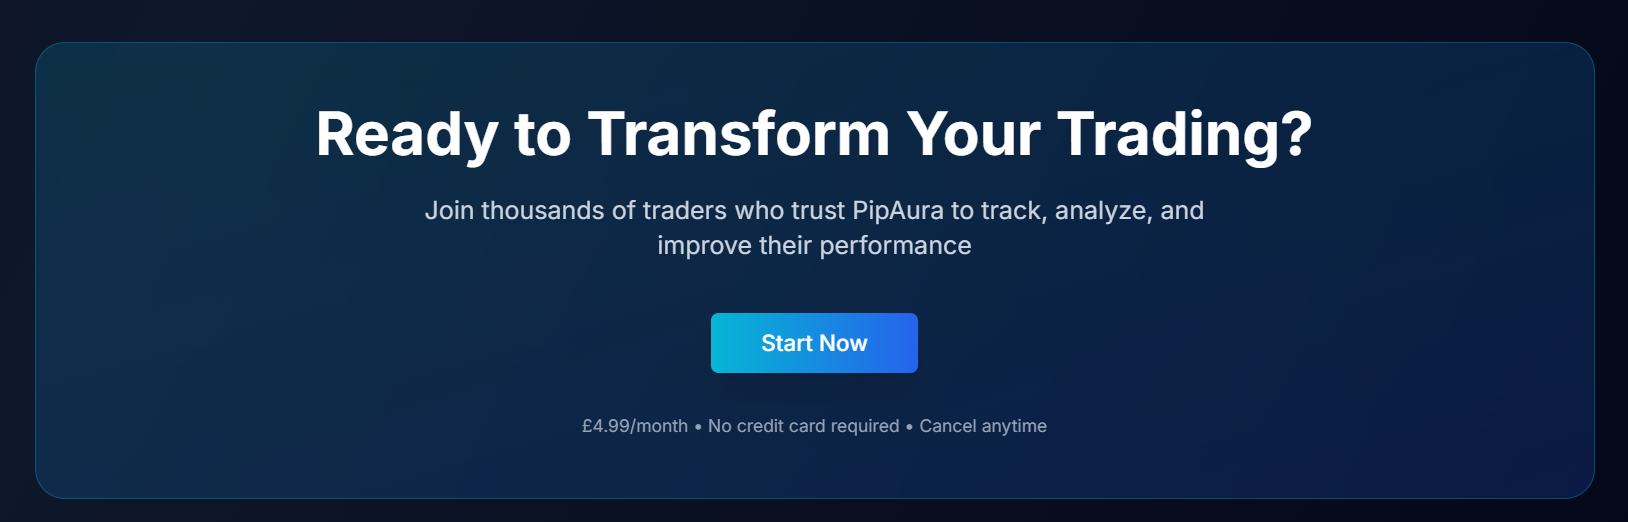 Ready to Transform Your Trading?
Join thousands of traders who trust PipAura to track, analyze, and
improve their performance
Start Now
£4.99/month • No credit card required • Cancel anytime